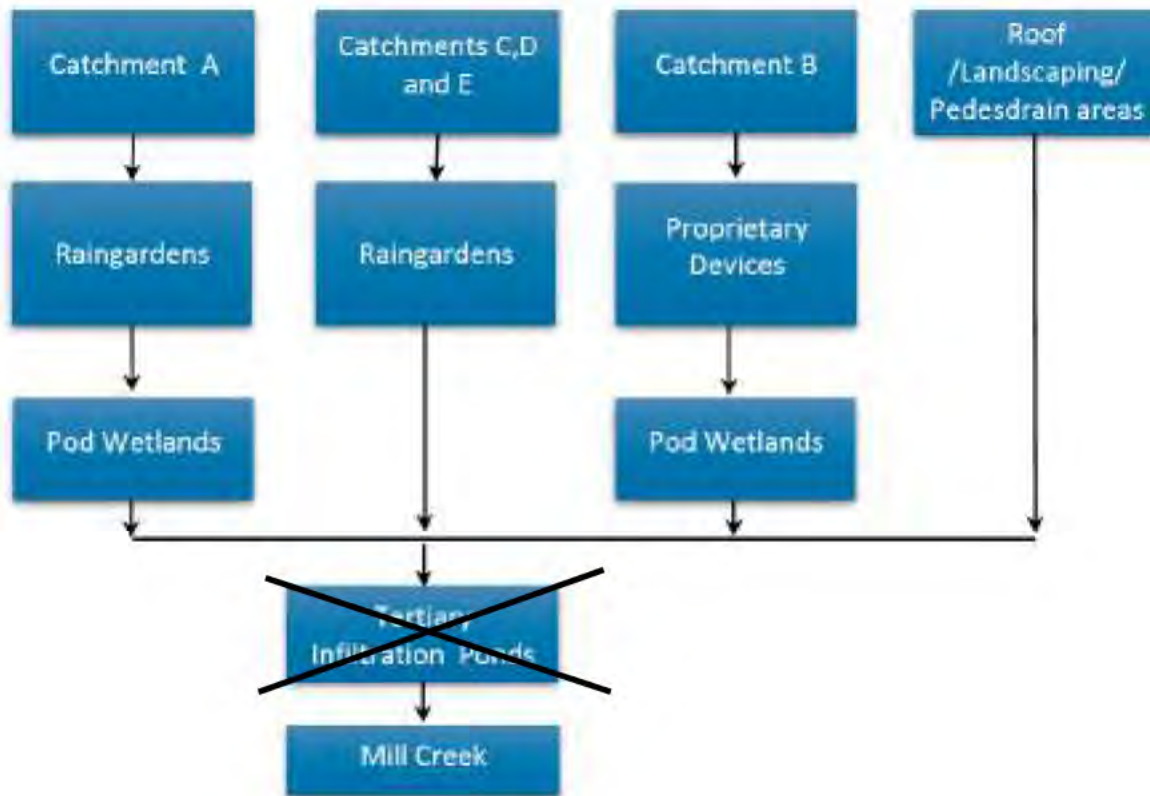 Catchment A
Catchments C,D
and E
Catchment B
Roof
/Landscaping/
Pedesdrain areas
Raingardens
Raingardens
Proprietary
Devices
Pod Wetlands
Pod Wetlands
Tertiary
Infiltration Ponds
Mill Creek